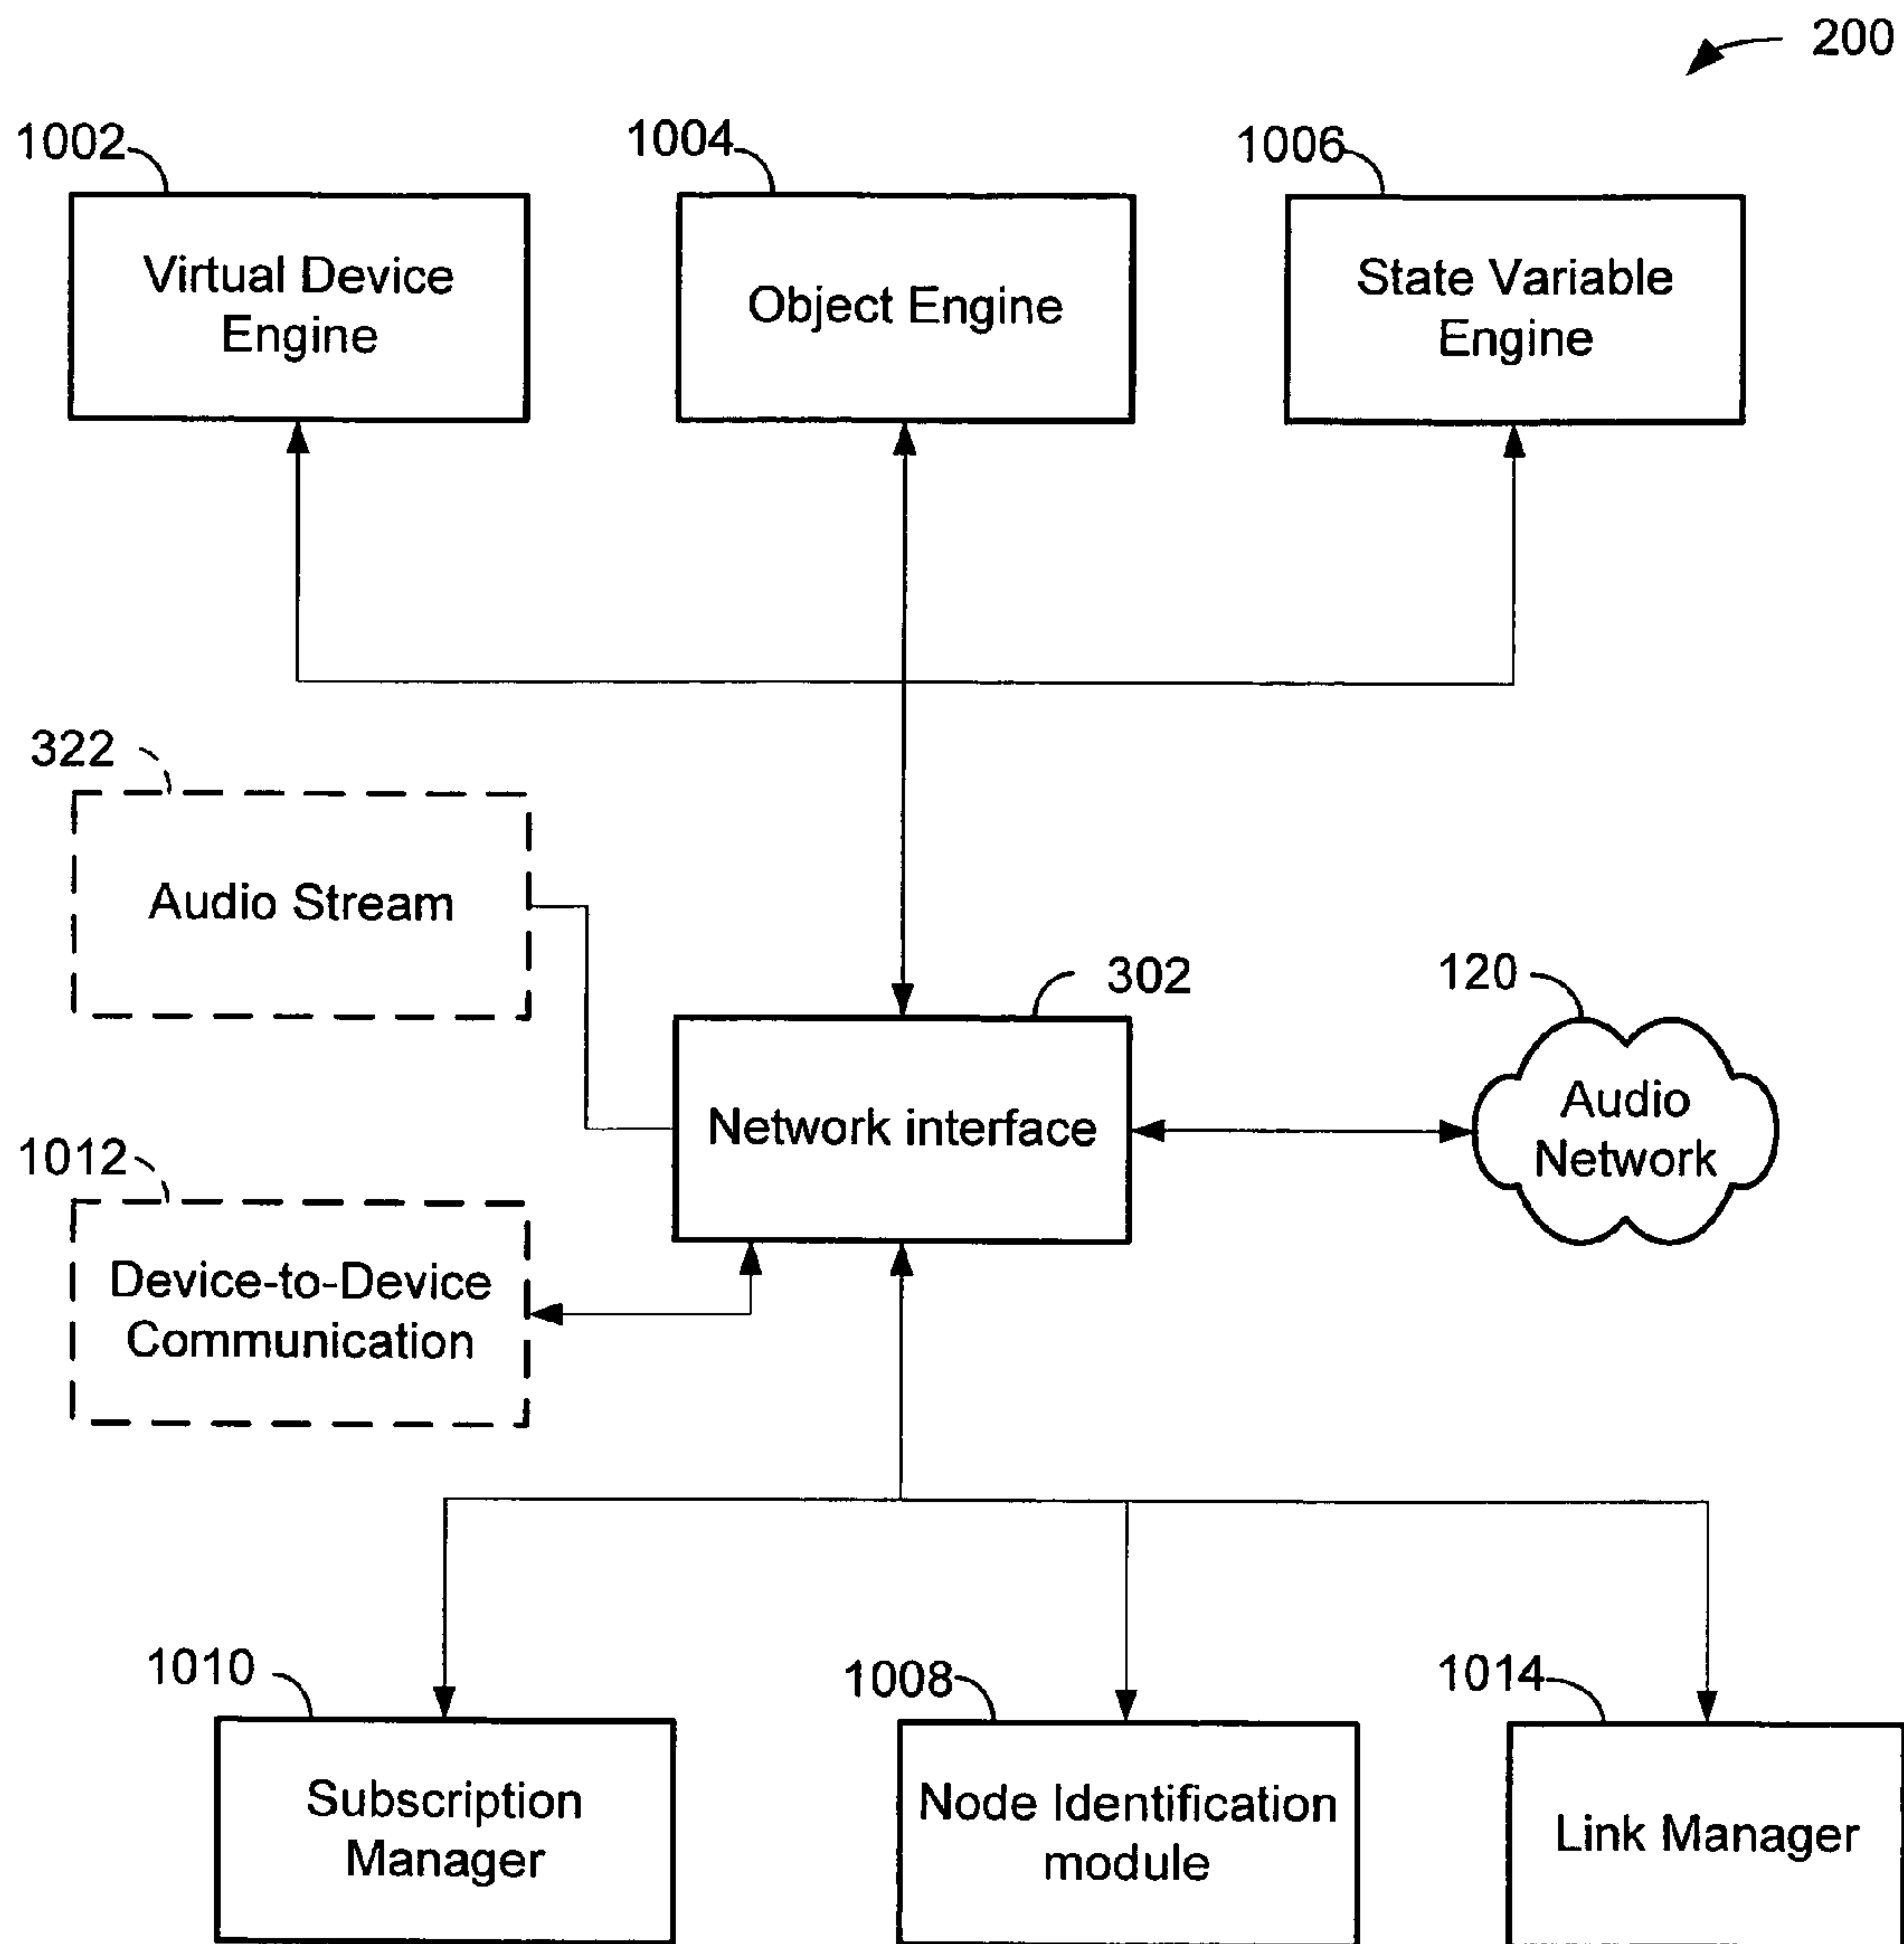 200
1002
1004
1006
Virtual Device
Engine
Object Engine
State Variable
Engine
322
Audio Stream
302
120
Network interface
Audio
Network
1012
Device-to-Device
Communication
1010
1008
1014
Subscription
Manager
Node Identification
module
Link Manager